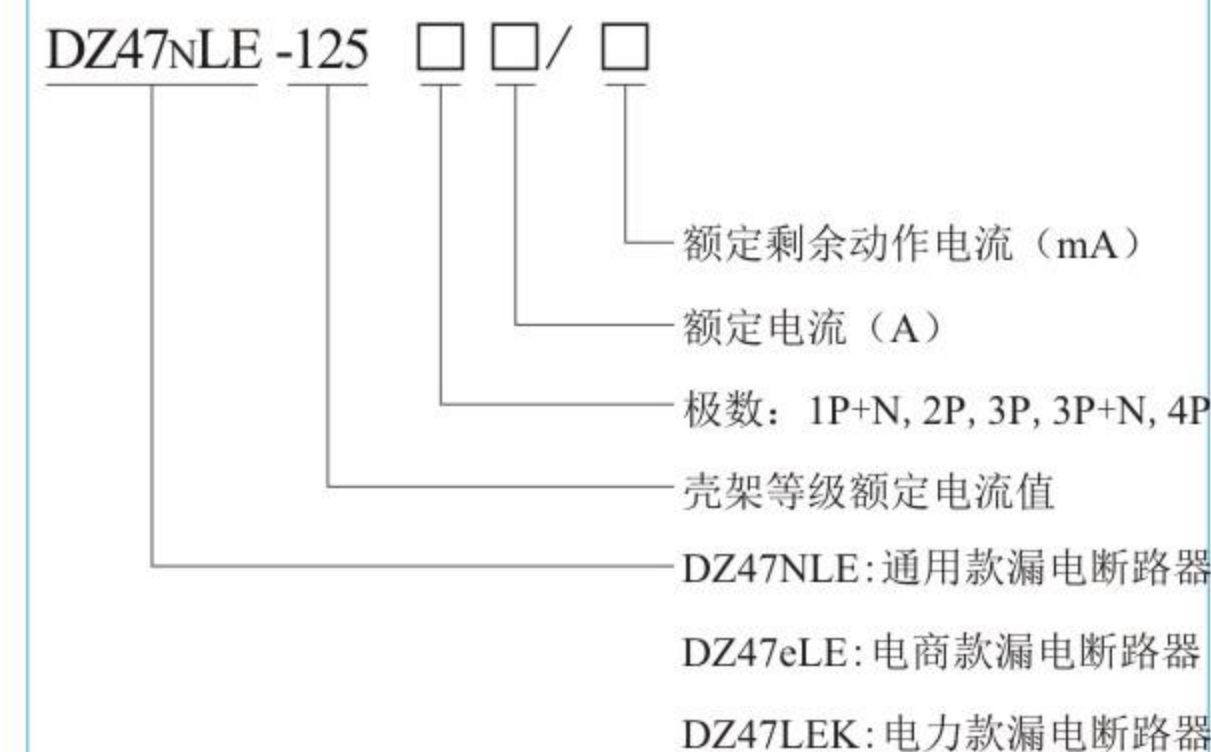 DZ47NLE -125 □ □/ □
额定剩余动作电流（mA）
额定电流（A）
极数：1P+N, 2P, 3P, 3P+N, 4P
壳架等级额定电流值
DZ47NLE:通用款漏电断路器
DZ47eLE:电商款漏电断路器
DZ47LEK:电力款漏电断路器